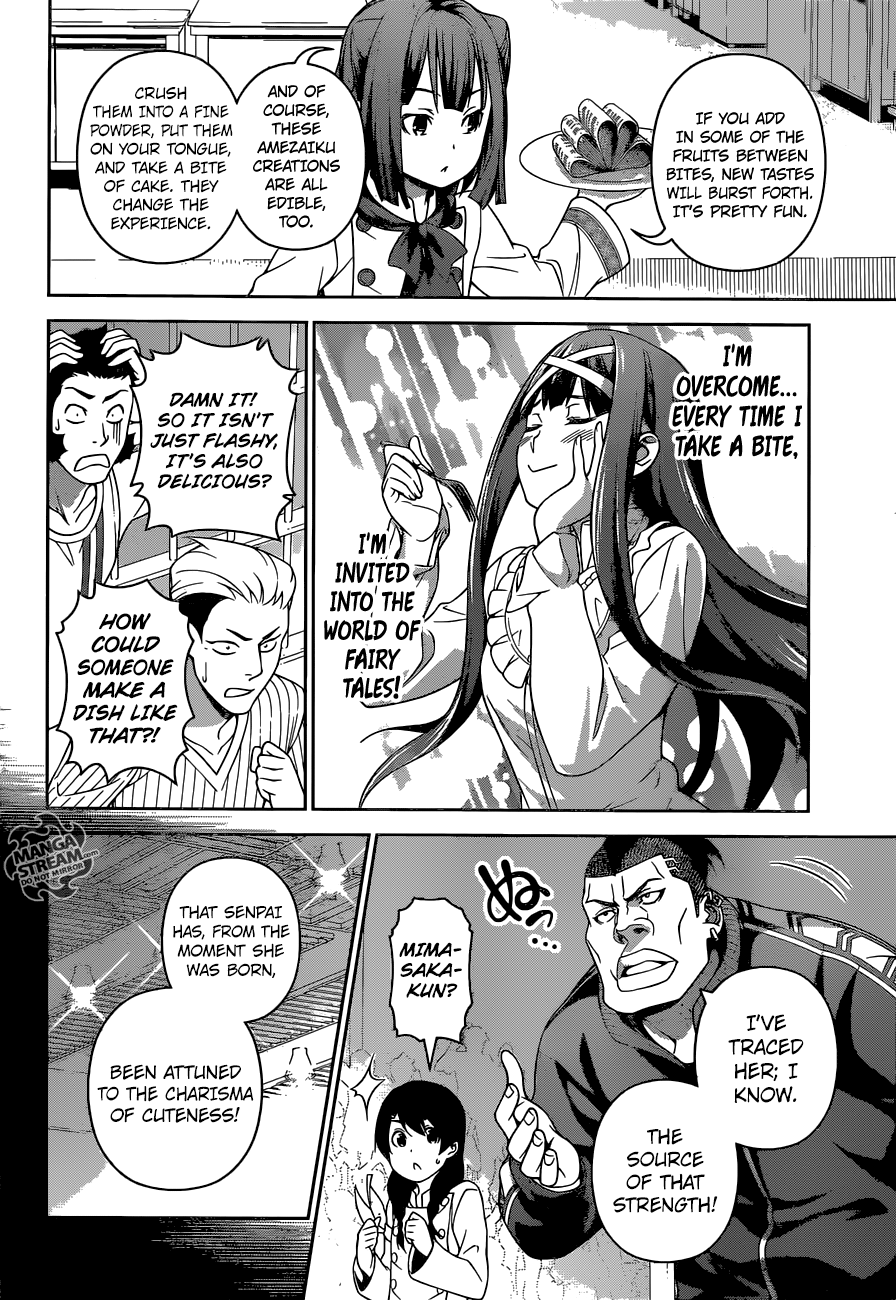 IF YOU ADD
IN SOME OF THE
FRUITS BETWEEN
BITES, NEW TASTES
WILL BURST FORTH.
IT'S PRETTY FUN.
AND OF
COURSE,
THESE
AMEZAIKU
CREATIONS
ARE ALL
EDIBLE,
TOO.
CRUSH
THEM INTO A FINE
POWDER, PUT THEM
ON YOUR TONGUE,
AND TAKE A BITE
OF CAKE. THEY
CHANGE THE
EXPERIENCE.
I'M
OVERCOME...
EVERY TIME I
TAKE A BITE,
I'M
INVITED
INTO THE
WORLD OF
FAIRY
TALES!
DAMN IT!
SO IT ISN'T
JUST FLASHY,
IT'S ALSO
DELICIOUS?
HOW
COULD
SOMEONE
MAKE A
DISH LIKE
THAT?!
ぬっ…
I'VE
TRACED
HER; I
KNOW.
THE
SOURCE
OF THAT
STRENGTH!
MIMA-
SAKA-
KUN?
THAT SENPAI
HAS, FROM THE
MOMENT SHE
WAS BORN,
BEEN ATTUNED
TO THE CHARISMA
OF CUTENESS!
MANGA
STREAM.com
DO NOT MIRROR